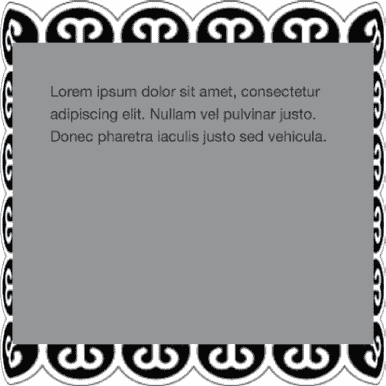 Lorem ipsum dolor sit amet, consectetur
adipiscing elit. Nullam vel pulvinar justo.
Donec pharetra iaculis justo sed vehicula.